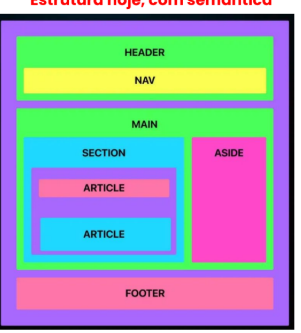 Estrutura hoje, com semântica
HEADER
NAV
MAIN
SECTION
ASIDE
ARTICLE
ARTICLE
FOOTER